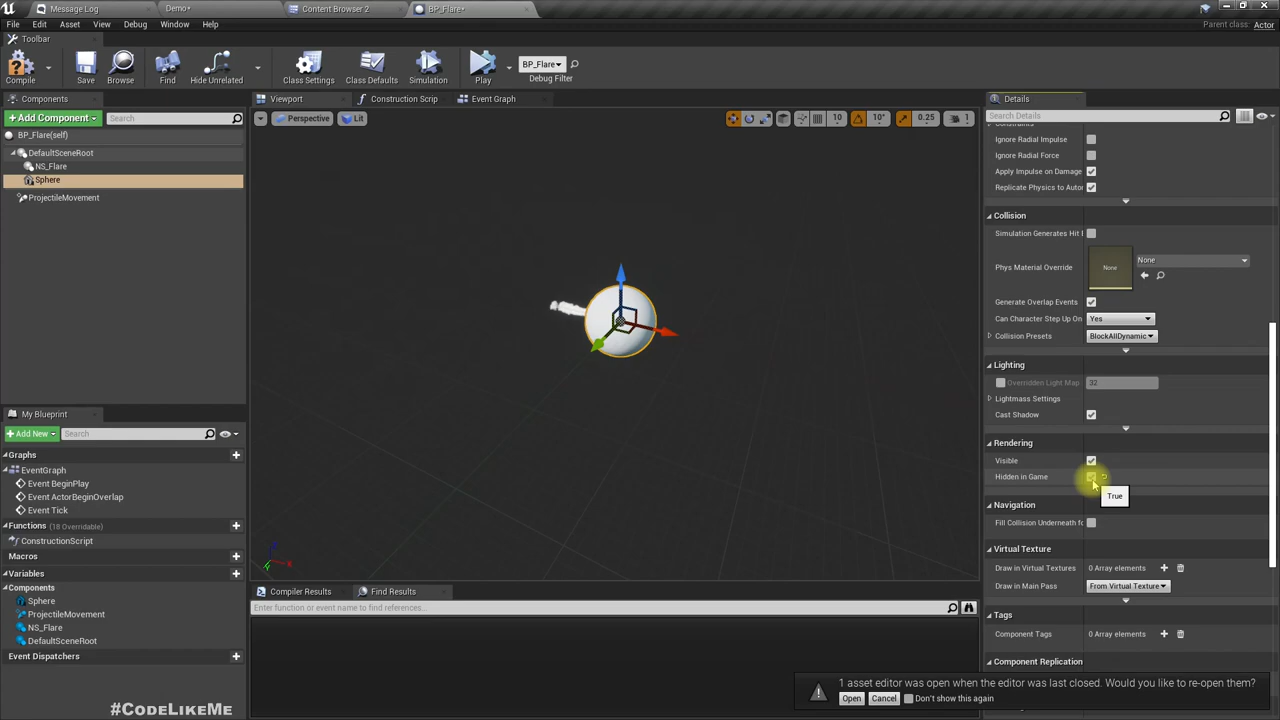 Message Log
Demo•
Content Browser 2
BP_Flare•
File Edit Asset View Debug Window Help
Parent class: Actor
Toolbar
Compile
Save
Browse
Find
Hide Unrelated
Class Settings
Class Defaults
Simulation
Play
BP_Flare
Debug Filter
Components
Viewport
Construction Scrip
Event Graph
Details
+Add Component
Search
Perspective
Lit
10
10°
0.25
1
Search Details
BP_Flare(self)
DefaultSceneRoot
NS_Flare
Sphere
ProjectileMovement
Constraints
Ignore Radial Impulse
Ignore Radial Force
Apply Impulse on Damage
Replicate Physics to Autor
Collision
Simulation Generates Hit E
Phys Material Override
None
None
Generate Overlap Events
Can Character Step Up On
Yes
Collision Presets
BlockAllDynamic
Lighting
Overridden Light Map
32
Lightmass Settings
Cast Shadow
Rendering
Visible
Hidden in Game
True
Navigation
Fill Collision Underneath fo
Virtual Texture
Draw in Virtual Textures
0 Array elements
Draw in Main Pass
From Virtual Texture
Tags
Component Tags
0 Array elements
Component Replication
My Blueprint
+Add New
Search
Graphs
EventGraph
Event BeginPlay
Event ActorBeginOverlap
Event Tick
Functions (18 Overridable)
ConstructionScript
Macros
Variables
Components
Sphere
ProjectileMovement
NS_Flare
DefaultSceneRoot
Event Dispatchers
Compiler Results
Find Results
Enter function or event name to find references...
Z
X
Y
1 asset editor was open when the editor was last closed. Would you like to re-open them?
Open
Cancel
Don't show this again
#CodeLikeMe